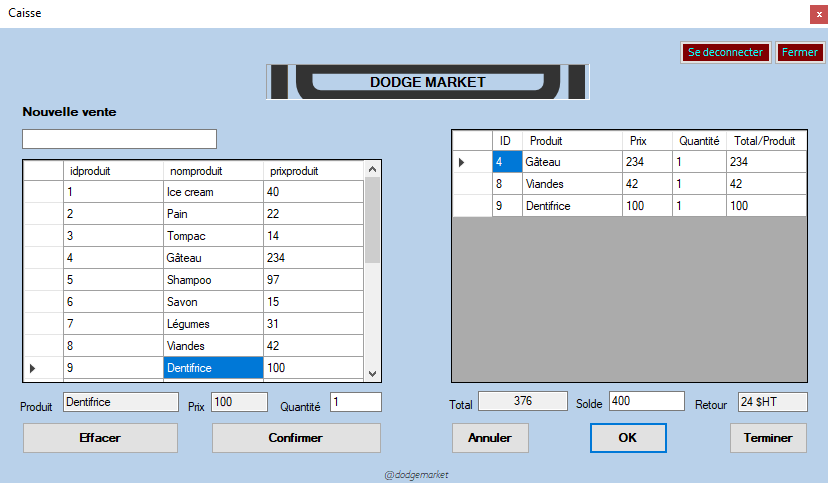 Caisse
x
Se deconnecter Fermer
DODGE MARKET
Nouvelle vente
idproduit nomproduit prixproduit
1 Ice cream 40
2 Pain 22
3 Tompac 14
4 Gâteau 234
5 Shampoo 97
6 Savon 15
7 Légumes 31
8 Viandes 42
9 Dentifrice 100
Produit Dentifrice Prix 100 Quantité 1
Effacer Confirmer
ID Produit Prix Quantité Total/Produit
4 Gâteau 234 1 234
8 Viandes 42 1 42
9 Dentifrice 100 1 100
Total 376 Solde 400 Retour 24 $HT
Annuler OK Terminer
@dodgemarket